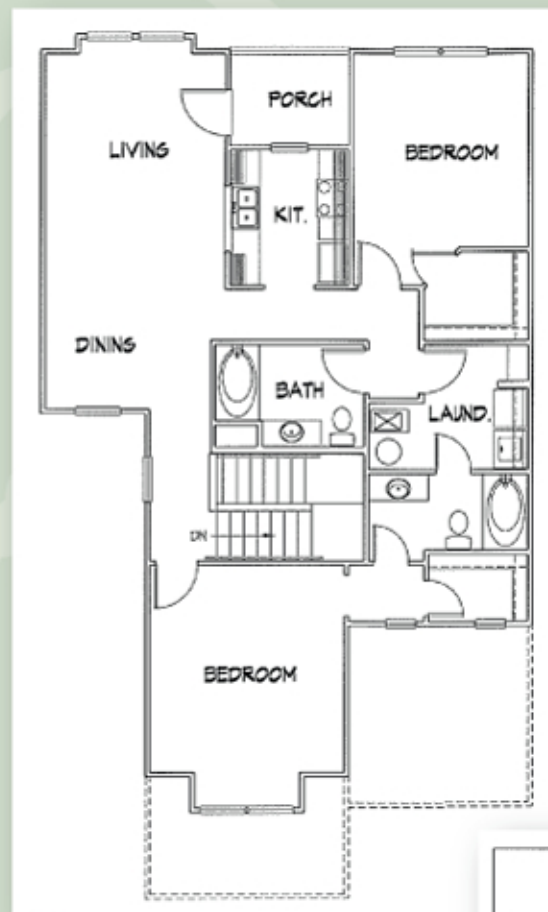 PORCH
LIVING
BEDROOM
KIT.
DINING
BATH
LAUND.
DN
BEDROOM